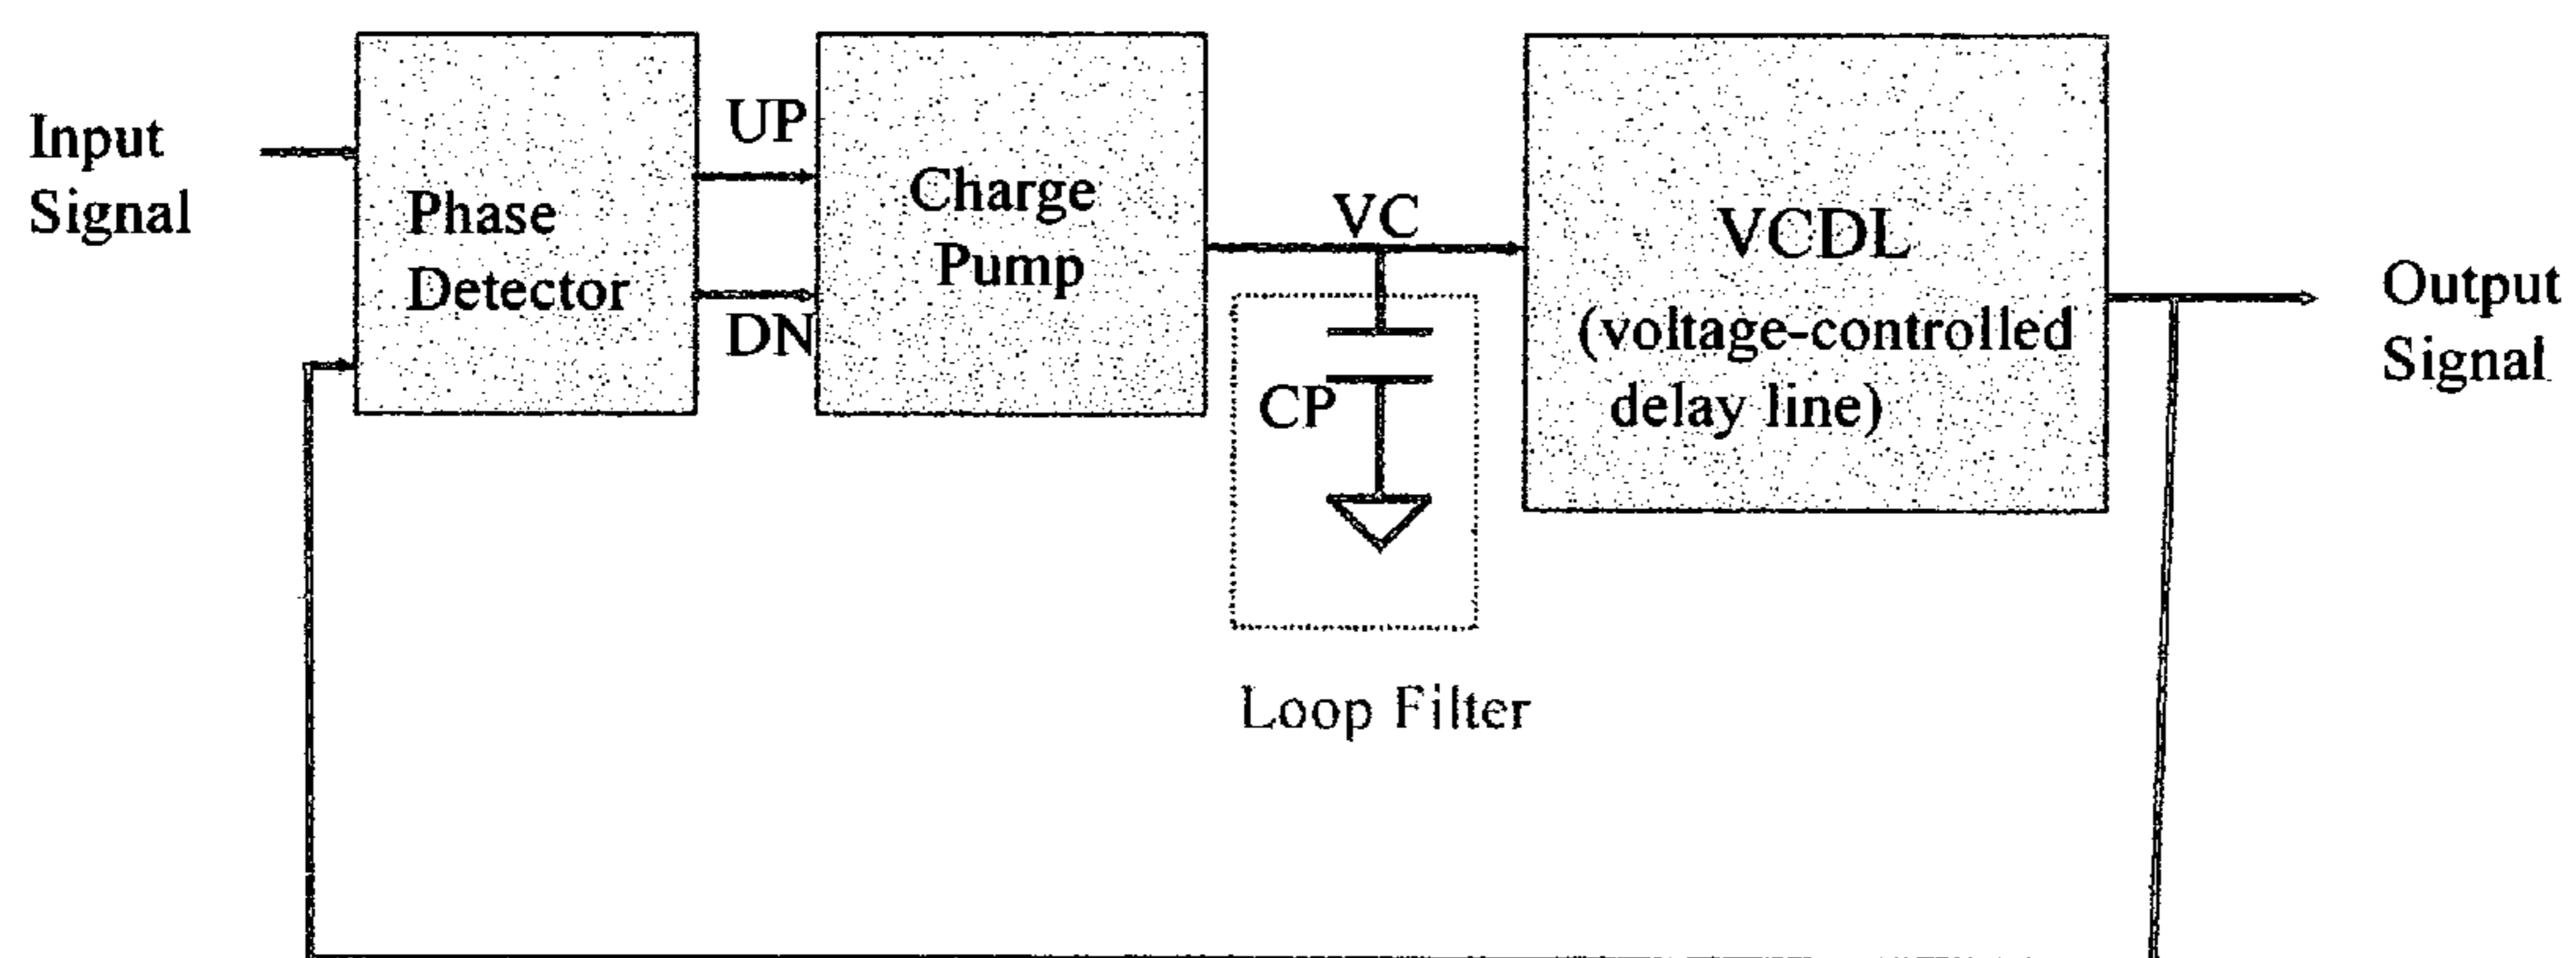 Input
Signal
Phase
Detector
UP
DN
Charge
Pump
VC
CP
Loop Filter
VCDL
(voltage-controlled
delay line)
Output
Signal